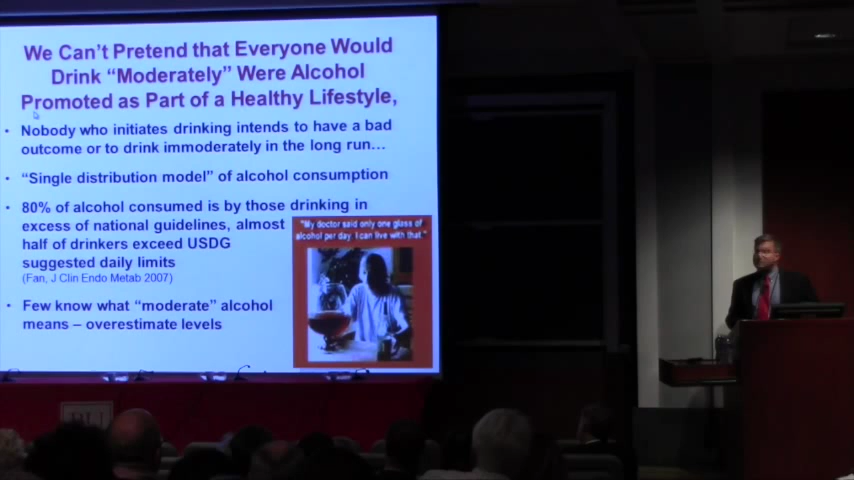 We Can't Pretend that Everyone Would
Drink “Moderately” Were Alcohol
Promoted as Part of a Healthy Lifestyle,
• Nobody who initiates drinking intends to have a bad
outcome or to drink immoderately in the long run…
• “Single distribution model” of alcohol consumption
• 80% of alcohol consumed is by those drinking in
excess of national guidelines, almost
half of drinkers exceed USDG
suggested daily limits
(Fan, J Clin Endo Metab 2007)
• Few know what “moderate” alcohol
means – overestimate levels
"My doctor said only one glass of
alcohol per day. I can live with that."
BU